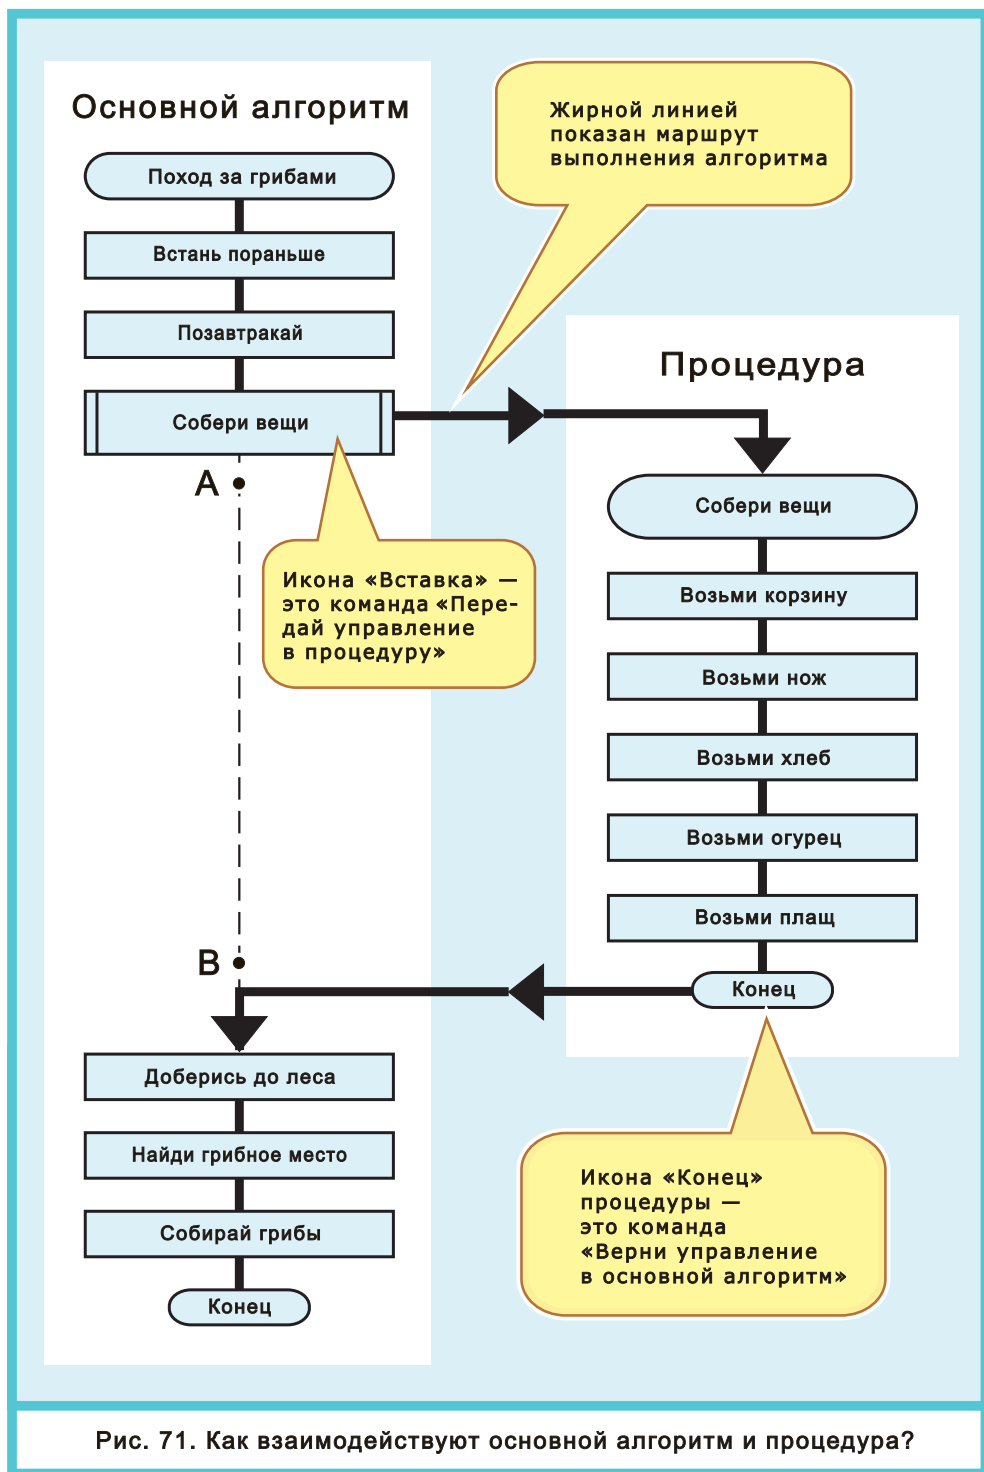 Основной алгоритм
Поход за грибами
Встань пораньше
Позавтракай
Собери вещи
A
B
Доберись до леса
Найди грибное место
Собирай грибы
Конец
Жирной линией
показан маршрут
выполнения алгоритма
Икона «Вставка» —
это команда «Пере-
дай управление
в процедуру»
Процедура
Собери вещи
Возьми корзину
Возьми нож
Возьми хлеб
Возьми огурец
Возьми плащ
Конец
Икона «Конец»
процедуры —
это команда
«Верни управление
в основной алгоритм»
Рис. 71. Как взаимодействуют основной алгоритм и процедура?